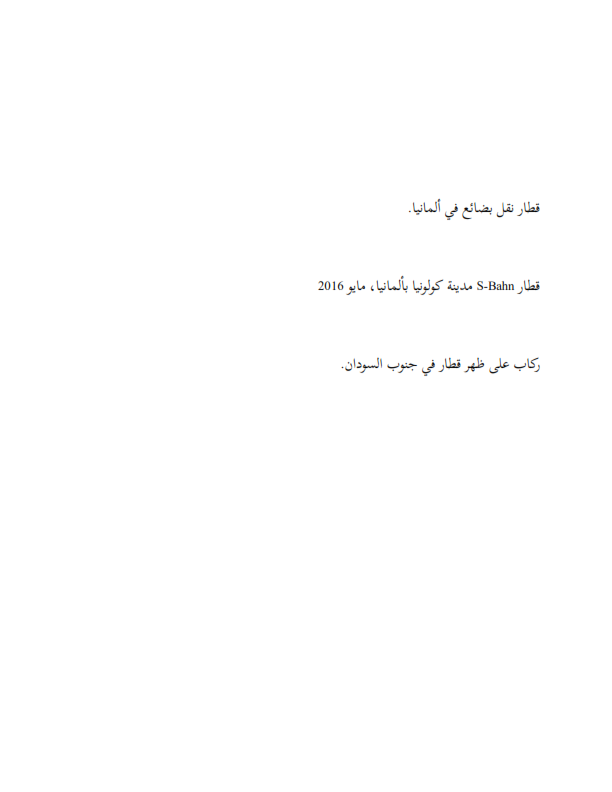 قطار نقل بضائع في ألمانيا.
قطار S-Bahn مدينة كولونيا بألمانيا، مايو 2016
ركاب على ظهر قطار في جنوب السودان.